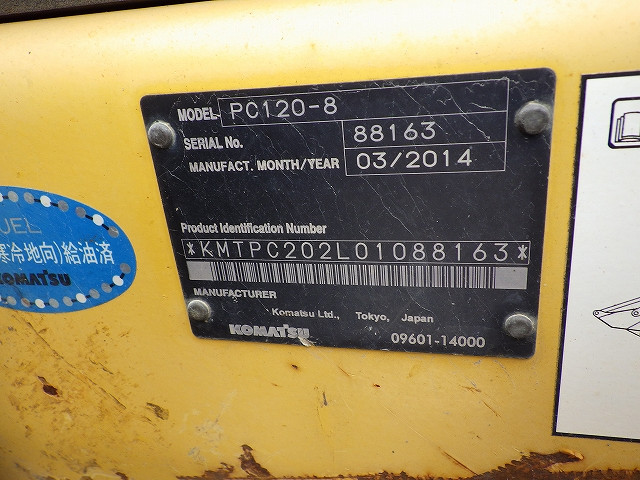 MODEL PC120-8
SERIAL No. 88163
MANUFACT. MONTH/YEAR 03/2014
Product Identification Number
*KMTPC202L01088163*
MANUFACTURER
Komatsu Ltd., Tokyo, Japan
KOMATSU 09601-14000
UEL
寒冷地向)給油済
KOMATSU